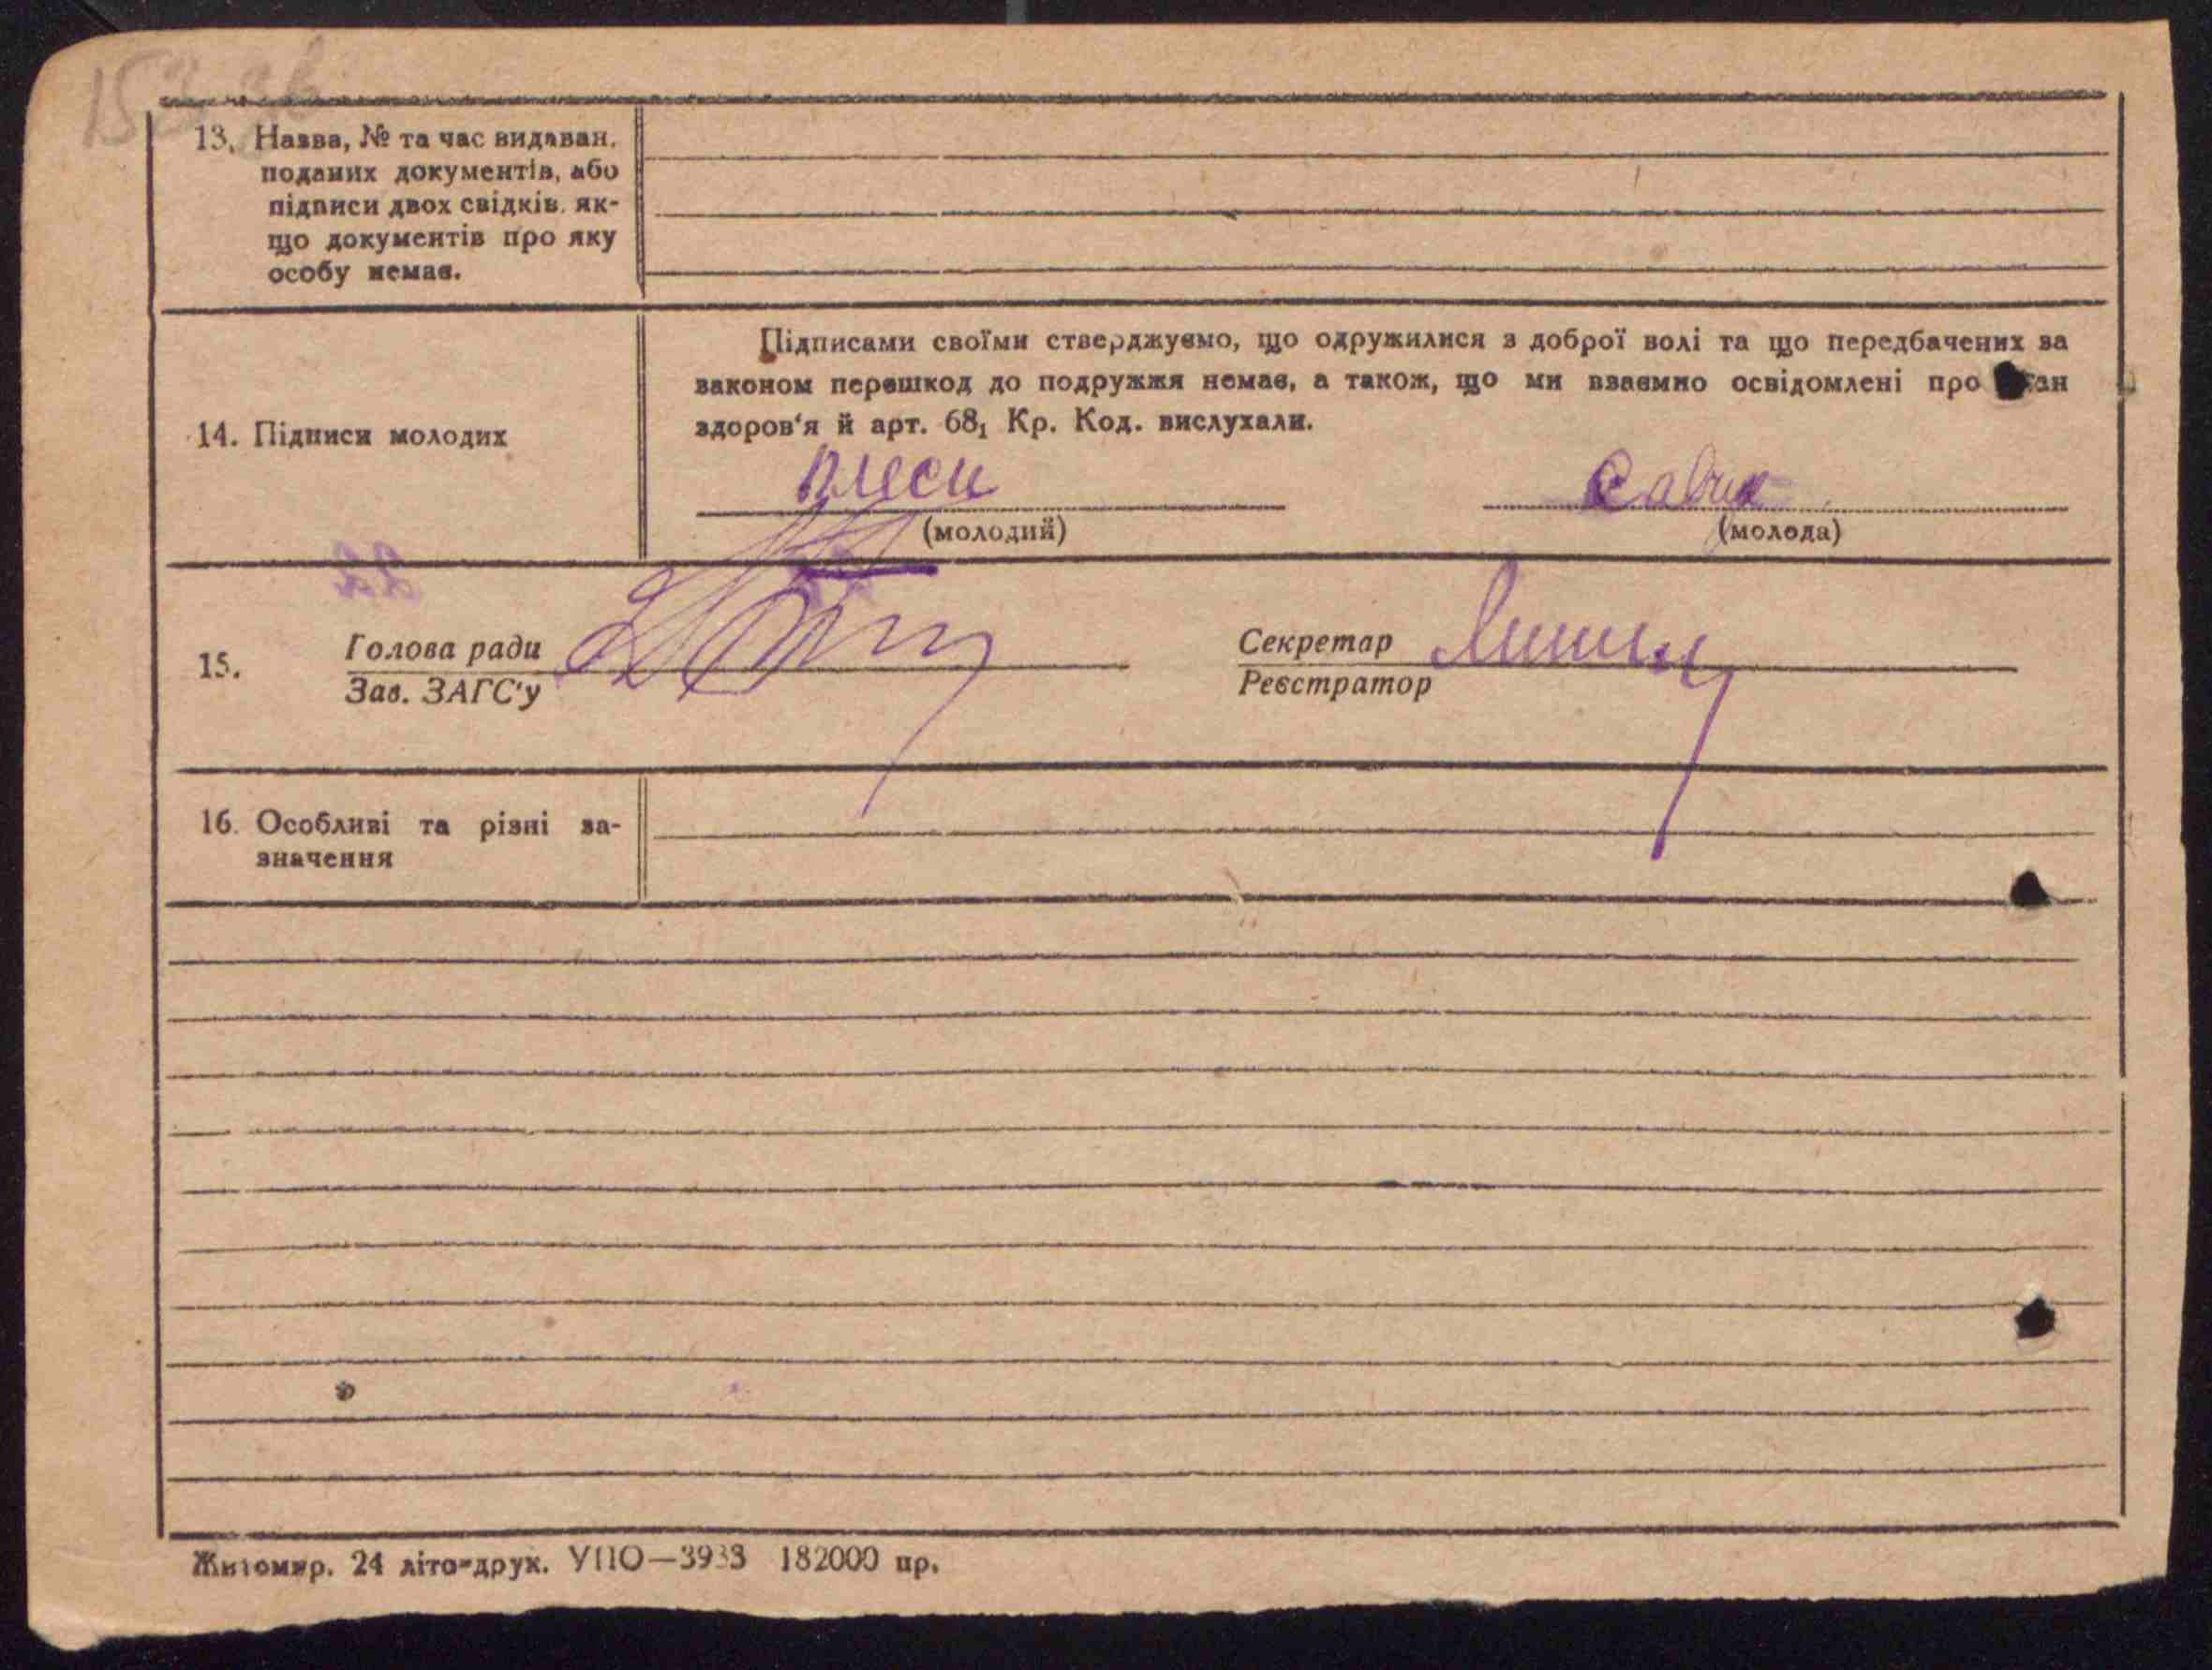 153 зв
13. Назва, № та час видаван.
поданих документів, або
підписи двох свідків, як-
що документів про яку
особу немає.
14. Підписи молодих
Підписами своїми стверджуємо, що одружилися з доброї волі та що передбачених за
законом перешкод до подружжя немає, а також, що ми взаємно освідомлені про стан
здоров'я й арт. 68₁ Кр. Код. вислухали.
(молодий)
(молода)
15.
Голова ради
Зав. ЗАГС'у
Секретар
Реєстратор
16. Особливі та різні за-
значення
Житомир. 24 літо-друк. УПО—3933 182000 пр.